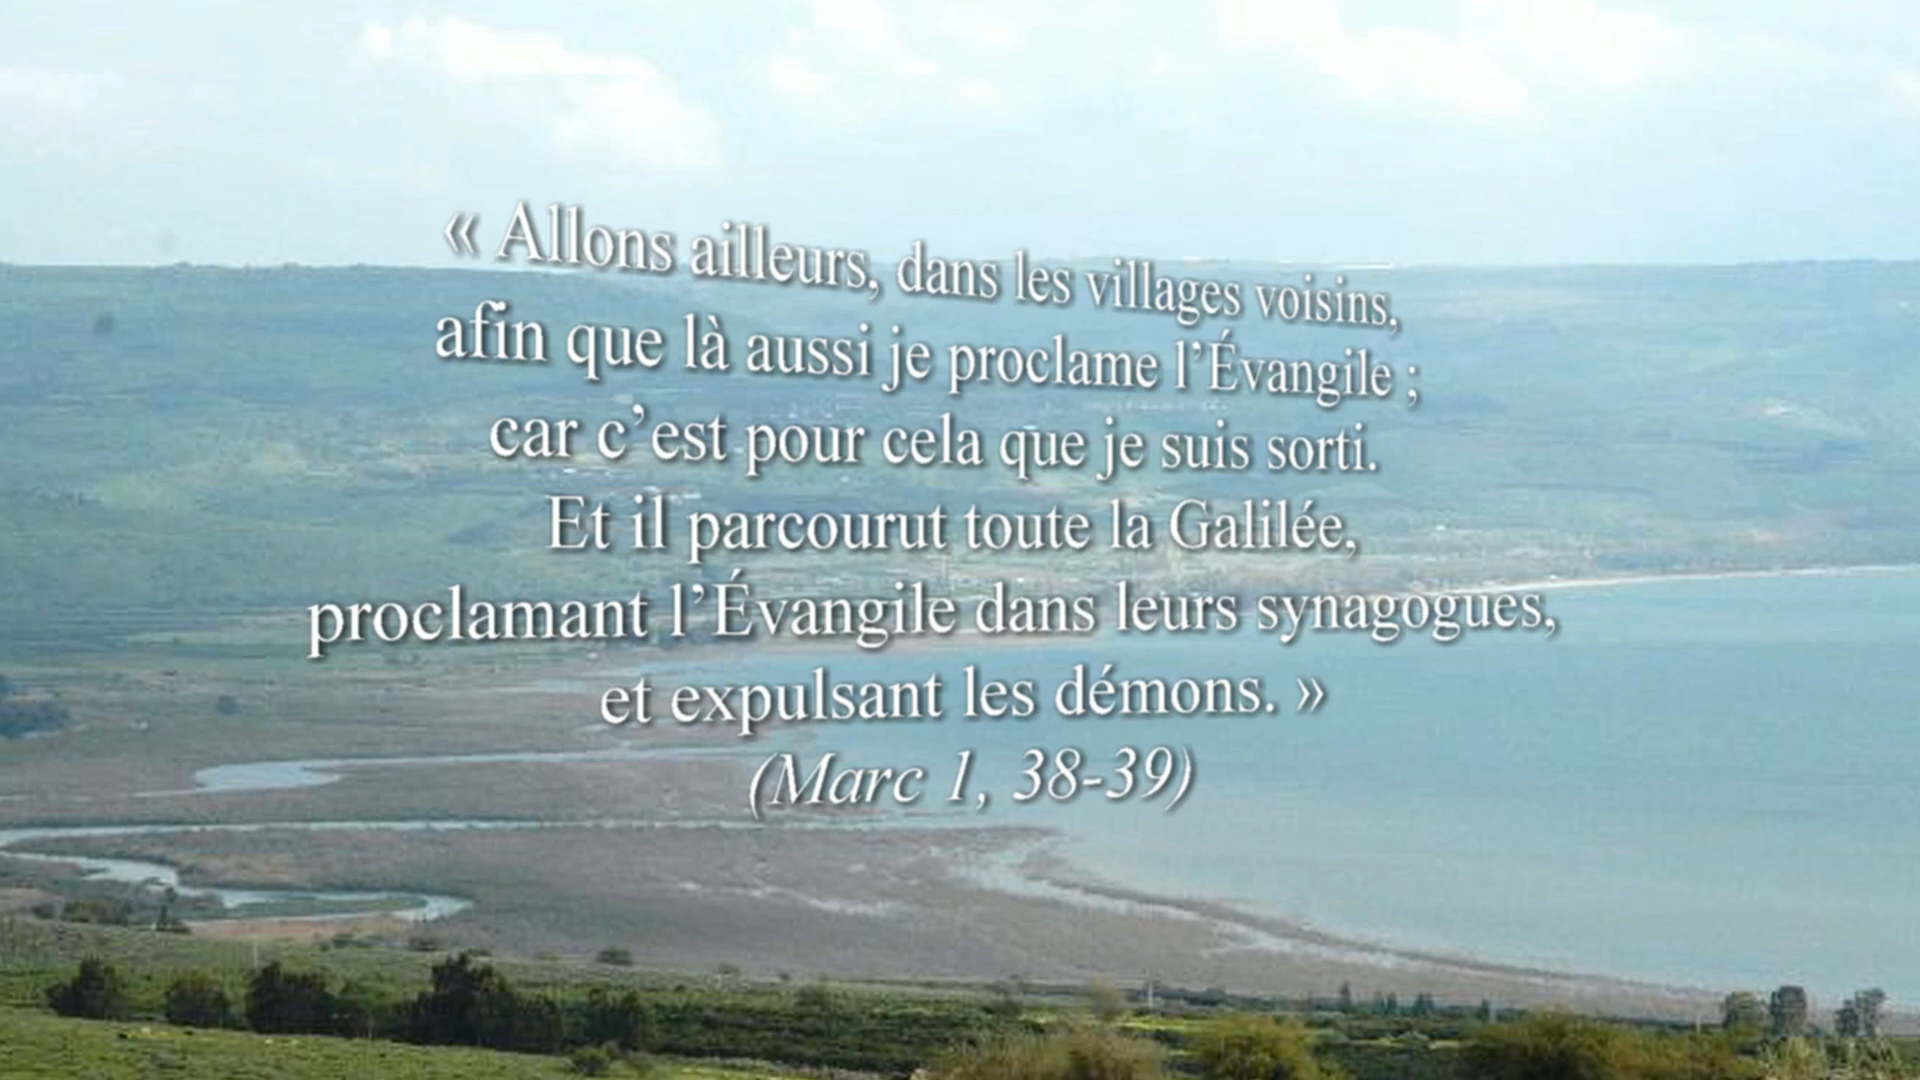 « Allons ailleurs, dans les villages voisins,
afin que là aussi je proclame l’Évangile ;
car c’est pour cela que je suis sorti.
Et il parcourut toute la Galilée,
proclamant l’Évangile dans leurs synagogues,
et expulsant les démons. »
(Marc 1, 38-39)